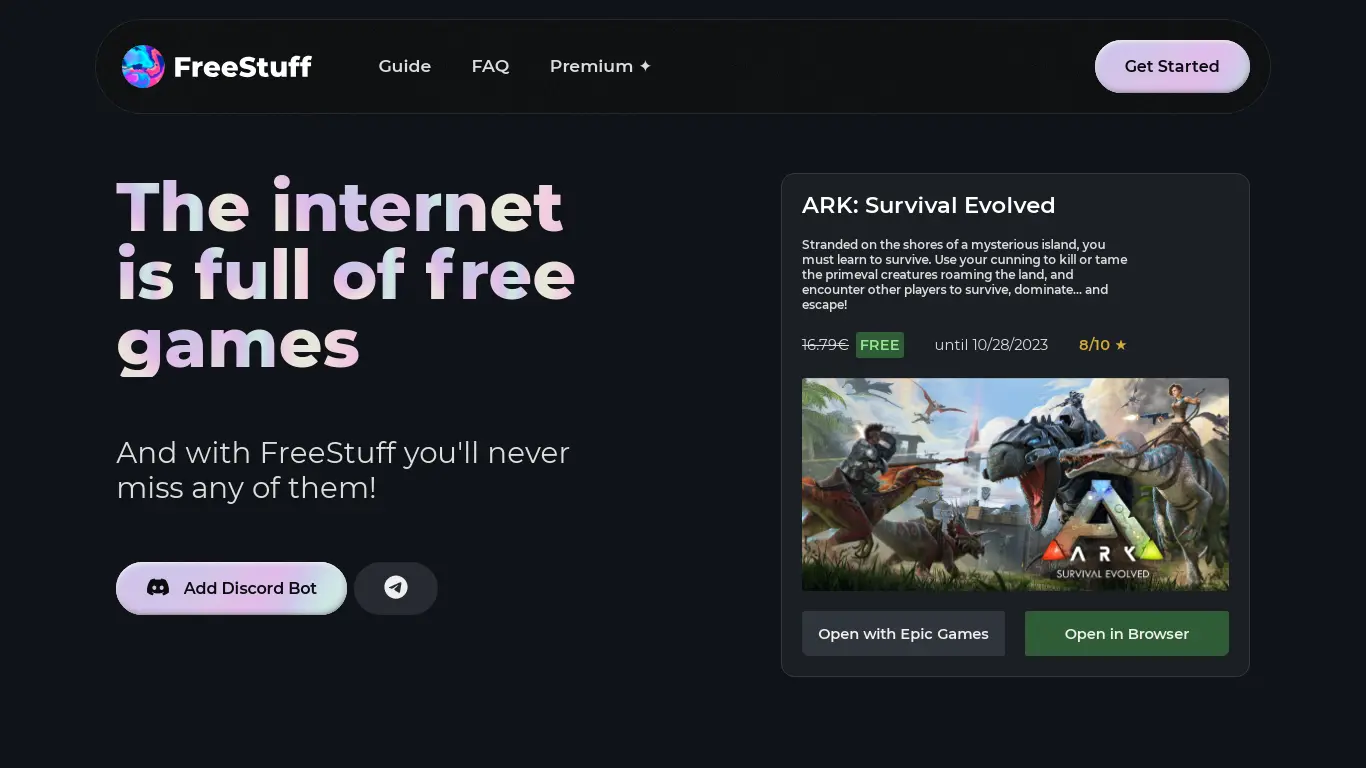 FreeStuff
Guide
FAQ
Premium ✦
Get Started
The internet
is full of free
games
And with FreeStuff you'll never
miss any of them!
Add Discord Bot
ARK: Survival Evolved
Stranded on the shores of a mysterious island, you
must learn to survive. Use your cunning to kill or tame
the primeval creatures roaming the land, and
encounter other players to survive, dominate... and
escape!
16.79€ FREE until 10/28/2023 8/10 ★
ARK
SURVIVAL EVOLVED
Open with Epic Games
Open in Browser